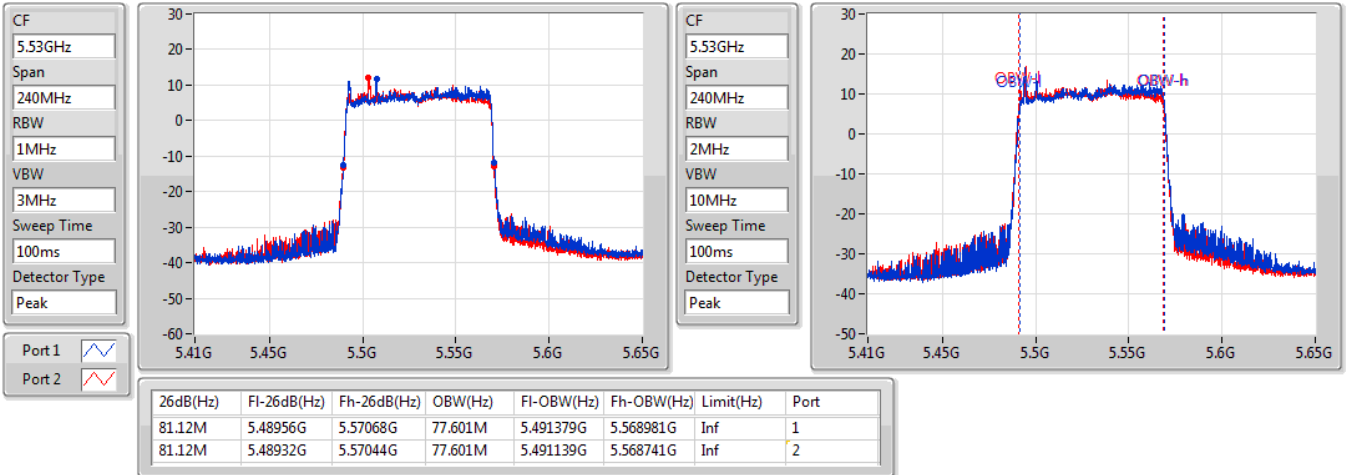 CF
5.53GHz
Span
240MHz
RBW
1MHz
VBW
3MHz
Sweep Time
100ms
Detector Type
Peak
30
20
10
0
-10
-20
-30
-40
-50
-60
5.41G 5.45G 5.5G 5.55G 5.6G 5.65G
CF
5.53GHz
Span
240MHz
RBW
2MHz
VBW
10MHz
Sweep Time
100ms
Detector Type
Peak
30
20
10
0
-10
-20
-30
-40
-50
OBW-l
OBW-l
OBW-h
OBW-h
5.41G 5.45G 5.5G 5.55G 5.6G 5.65G
Port 1
Port 2
26dB(Hz) Fl-26dB(Hz) Fh-26dB(Hz) OBW(Hz) Fl-OBW(Hz) Fh-OBW(Hz) Limit(Hz) Port
81.12M 5.48956G 5.57068G 77.601M 5.491379G 5.568981G Inf 1
81.12M 5.48932G 5.57044G 77.601M 5.491139G 5.568741G Inf 2